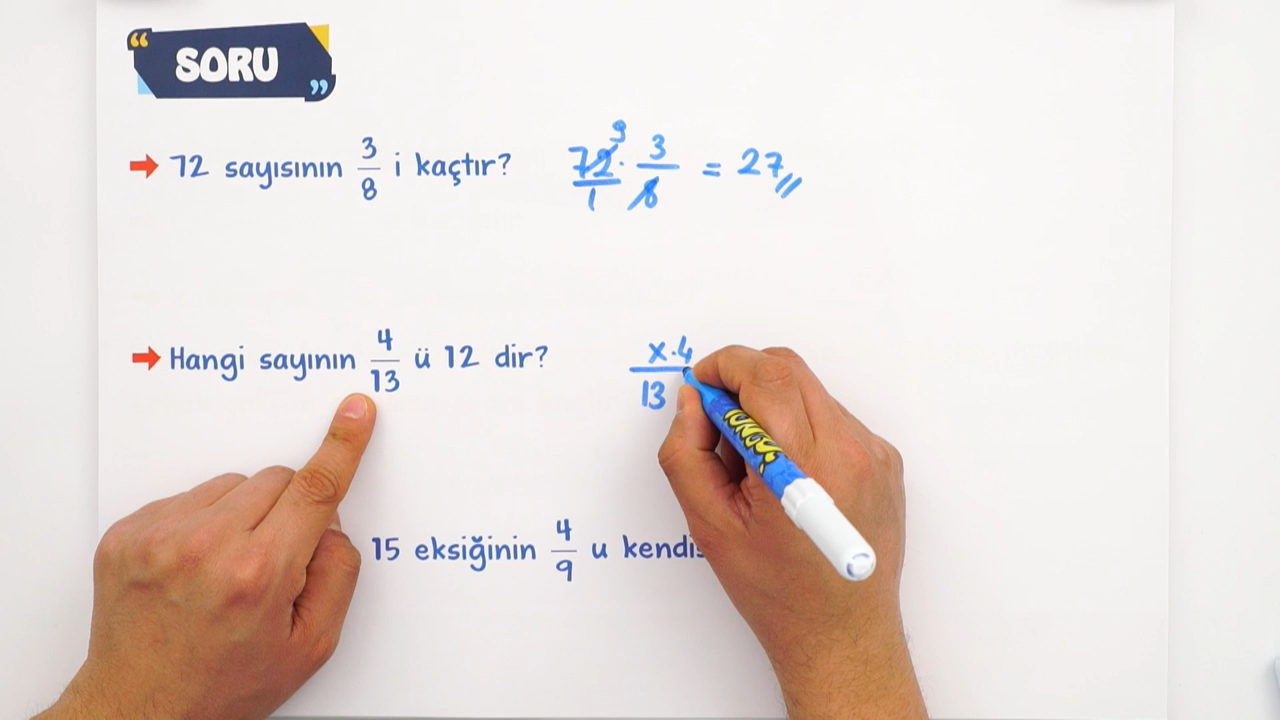 SORU
72 sayısının 3/8 i kaçtır? 72/1 · 3/8 = 27
9
Hangi sayının 4/13 ü 12 dir? x.4/13
15 eksiğinin 4/9 u